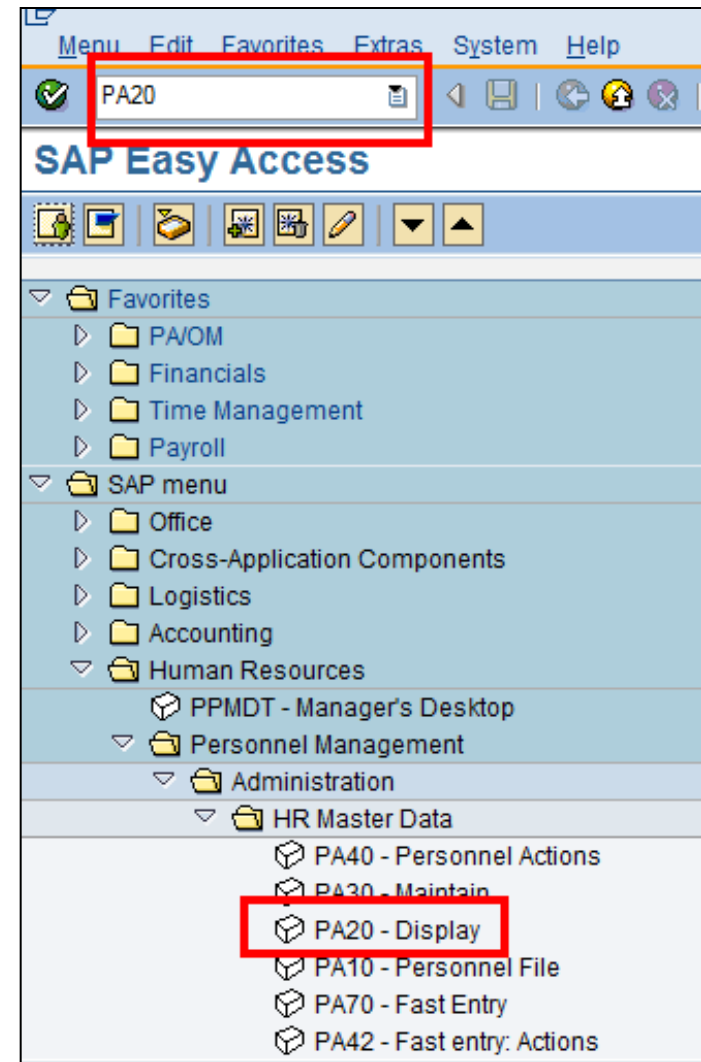 Menu Edit Favorites Extras System Help
PA20
SAP Easy Access
Favorites
PA/OM
Financials
Time Management
Payroll
SAP menu
Office
Cross-Application Components
Logistics
Accounting
Human Resources
PPMDT - Manager's Desktop
Personnel Management
Administration
HR Master Data
PA40 - Personnel Actions
PA30 - Maintain
PA20 - Display
PA10 - Personnel File
PA70 - Fast Entry
PA42 - Fast entry: Actions